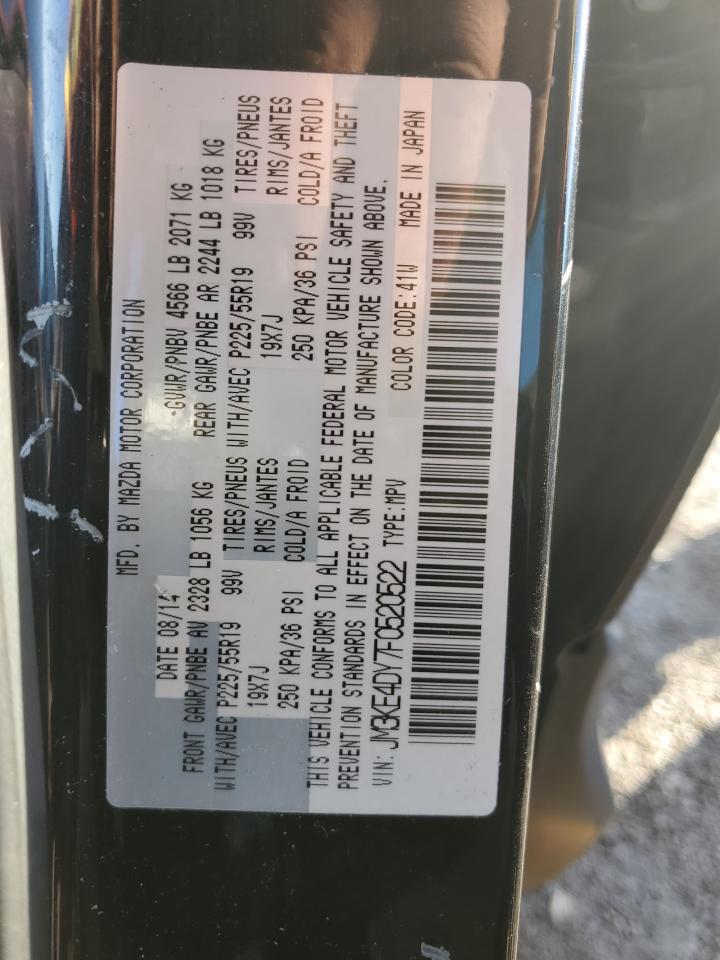 MFD. BY MAZDA MOTOR CORPORATION
DATE 08/14 GVWR/PNBV 4566 LB 2071 KG
FRONT GAWR/PNBE AV 2328 LB 1056 KG REAR GAWR/PNBE AR 2244 LB 1018 KG
WITH/AVEC P225/55R19 99V TIRES/PNEUS WITH/AVEC P225/55R19 99V TIRES/PNEUS
19X7J RIMS/JANTES 19X7J RIMS/JANTES
250 KPA/36 PSI COLD/A FROID 250 KPA/36 PSI COLD/A FROID
THIS VEHICLE CONFORMS TO ALL APPLICABLE FEDERAL MOTOR VEHICLE SAFETY AND THEFT
PREVENTION STANDARDS IN EFFECT ON THE DATE OF MANUFACTURE SHOWN ABOVE.
VIN: JM3KE4DY7F0520522 TYPE:MPV COLOR CODE:41W MADE IN JAPAN